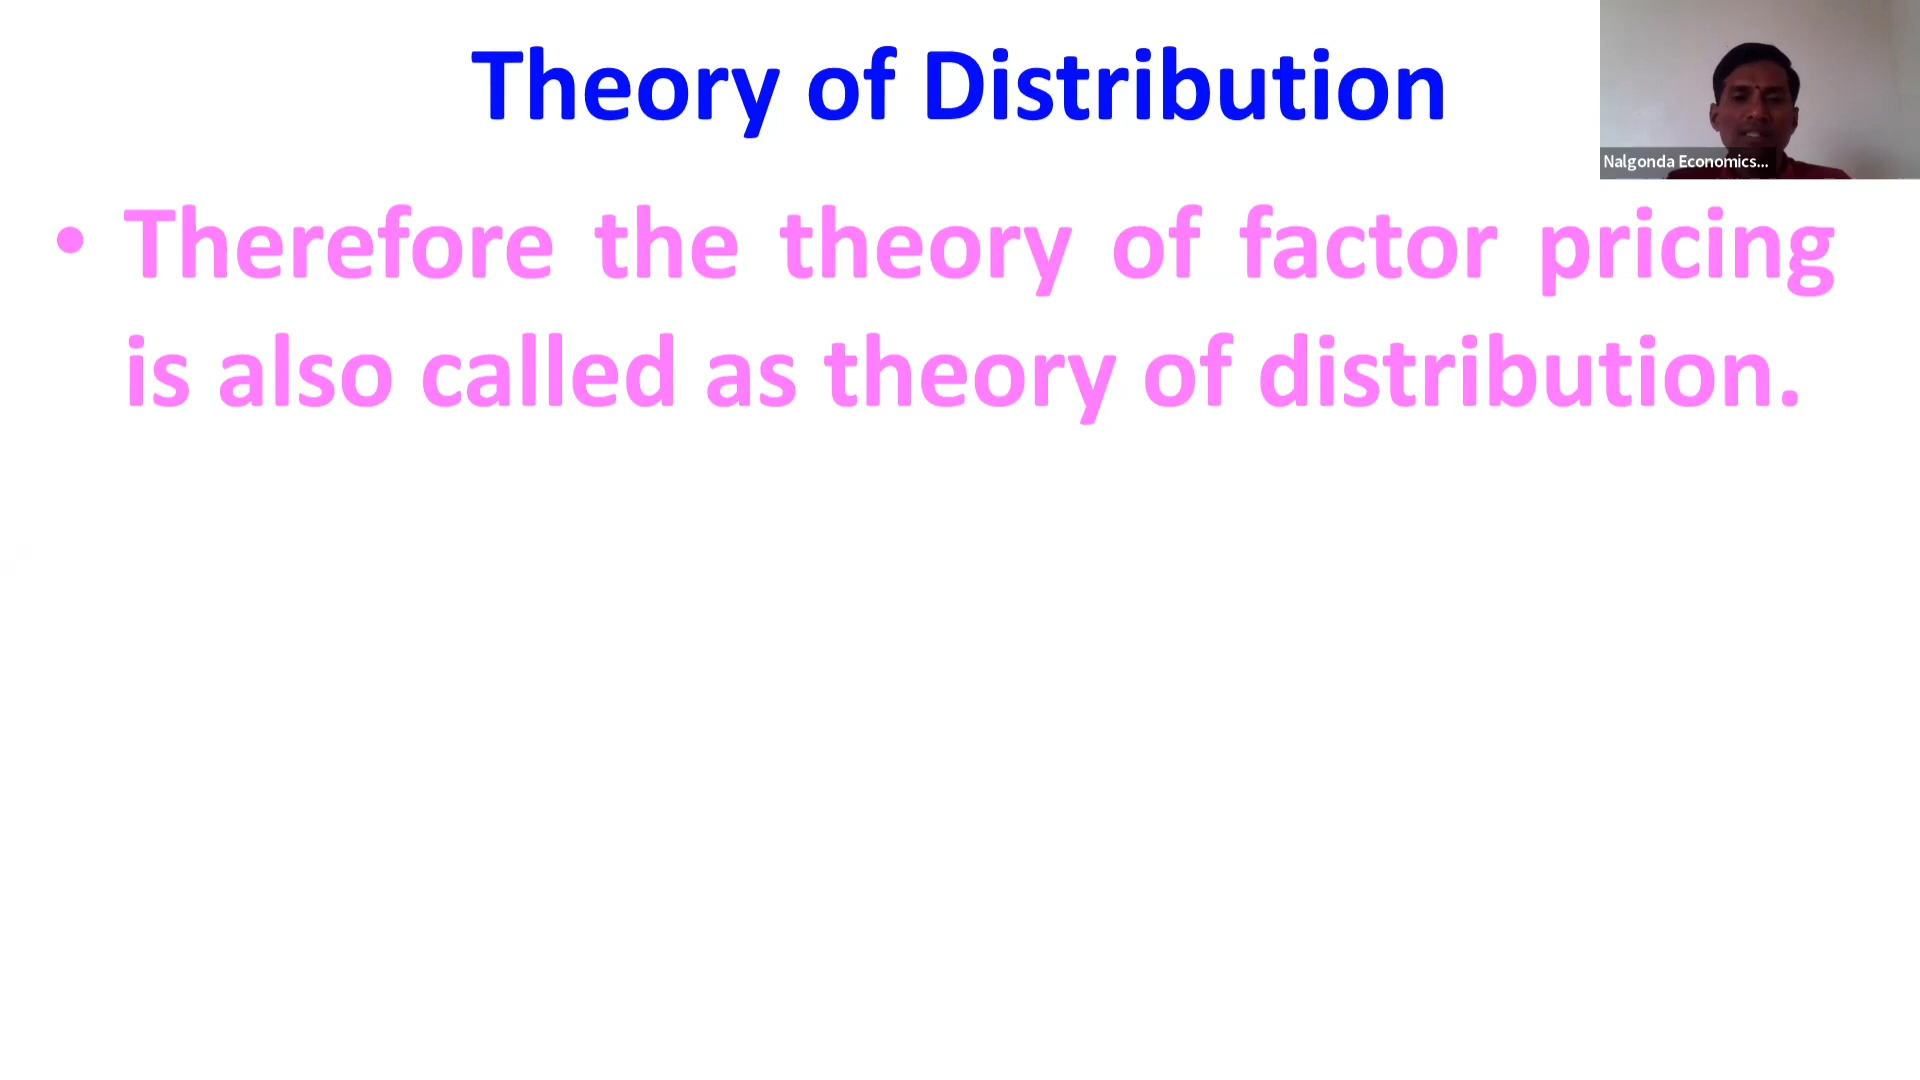 Theory of Distribution
Nalgonda Economics...
• Therefore the theory of factor pricing
is also called as theory of distribution.